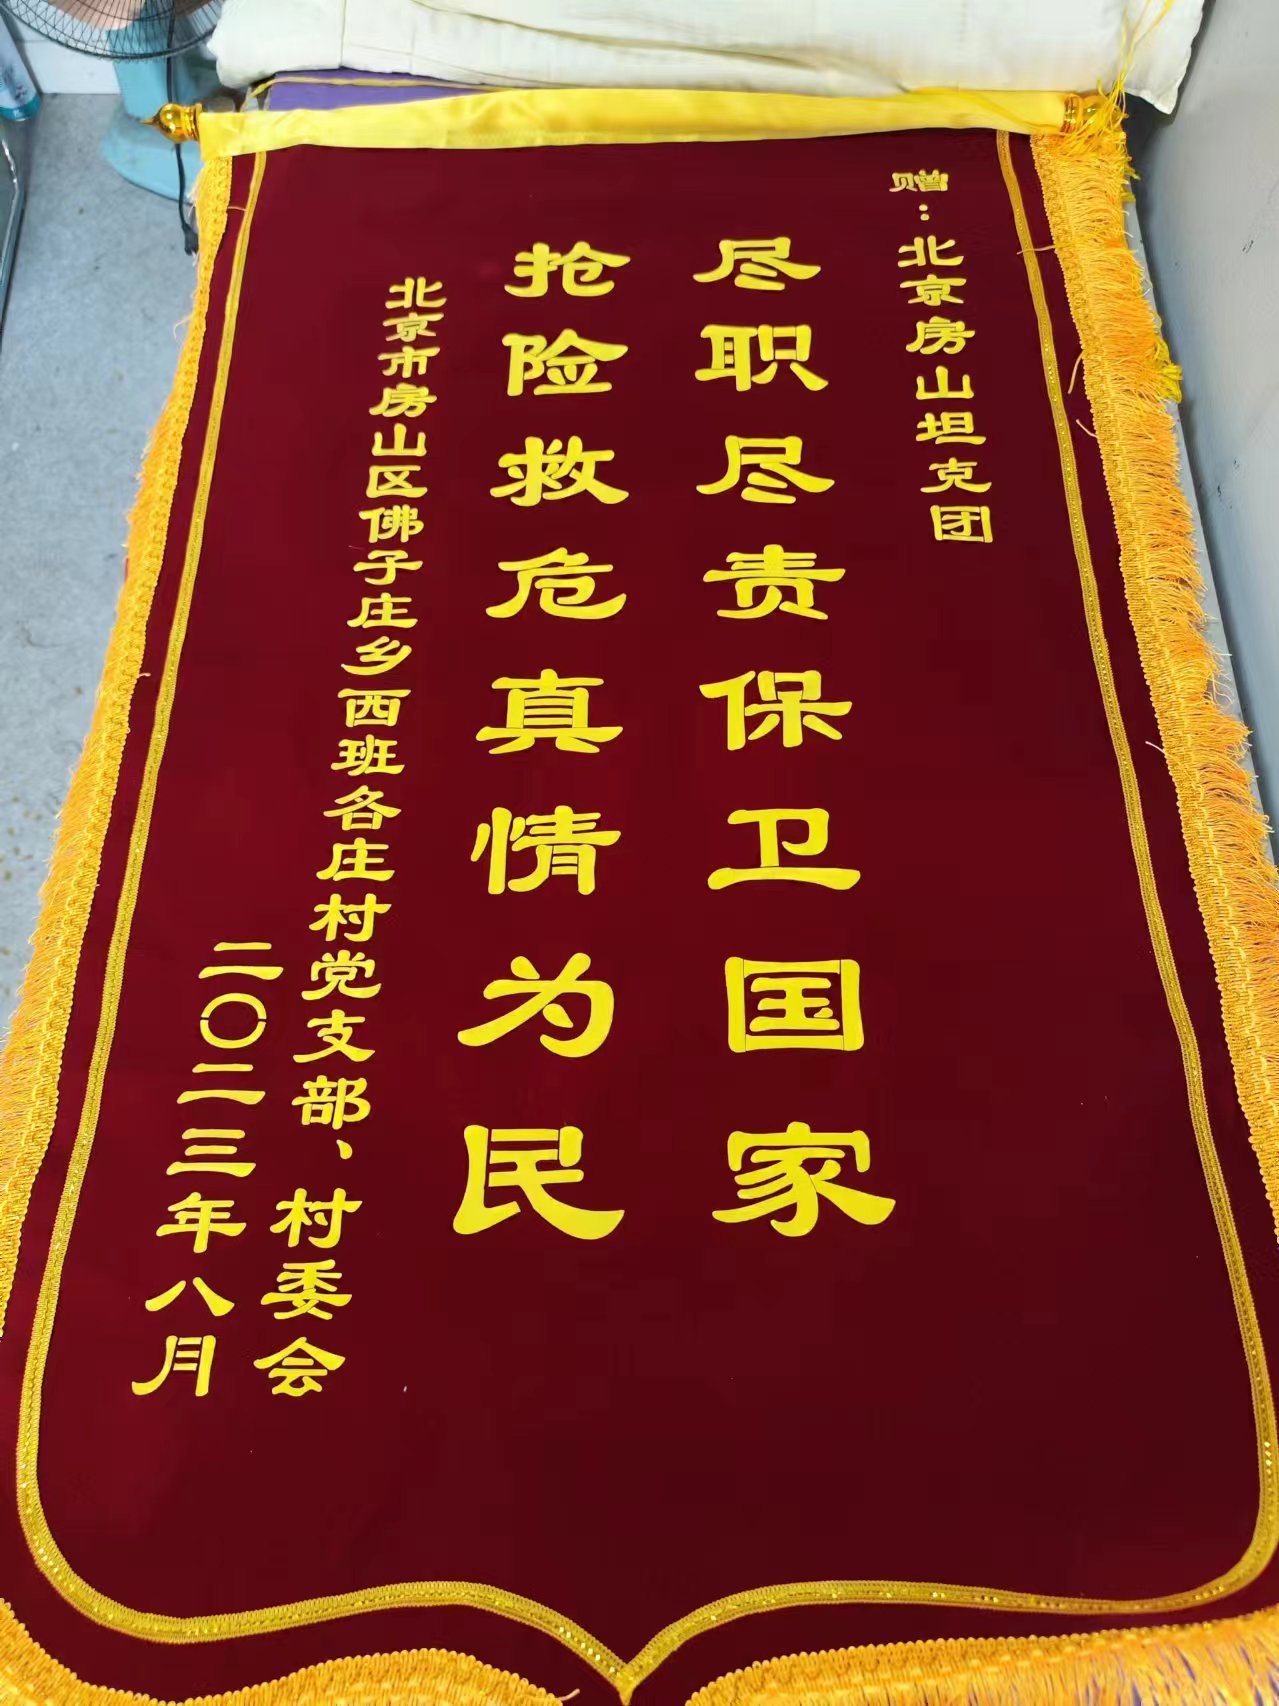 赠：北京房山坦克团
尽职尽责保卫国家
抢险救危真情为民
北京市房山区佛子庄乡西班各庄村党支部、村委会
二〇二三年八月